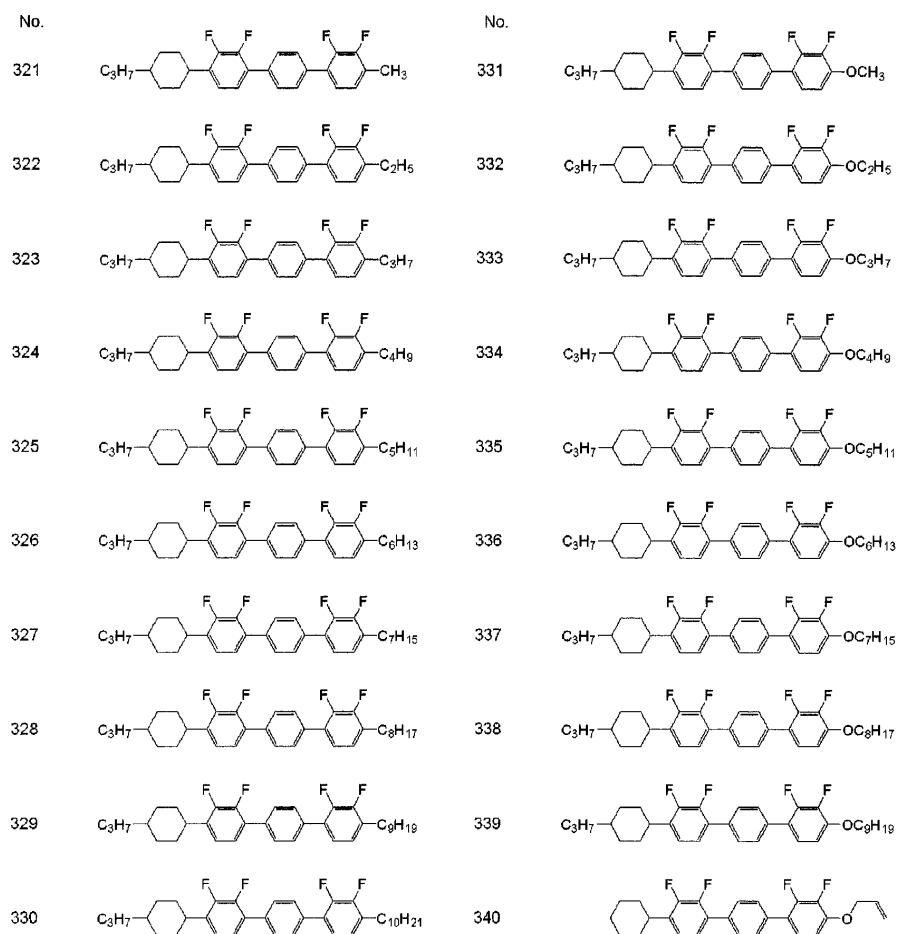 No.
321 C3H7 F F F F CH3
322 C3H7 F F F F C2H5
323 C3H7 F F F F C3H7
324 C3H7 F F F F C4H9
325 C3H7 F F F F C5H11
326 C3H7 F F F F C6H13
327 C3H7 F F F F C7H15
328 C3H7 F F F F C8H17
329 C3H7 F F F F C9H19
330 C3H7 F F F F C10H21
No.
331 C3H7 F F F F OCH3
332 C3H7 F F F F OC2H5
333 C3H7 F F F F OC3H7
334 C3H7 F F F F OC4H9
335 C3H7 F F F F OC5H11
336 C3H7 F F F F OC6H13
337 C3H7 F F F F OC7H15
338 C3H7 F F F F OC8H17
339 C3H7 F F F F OC9H19
340 F F F F O